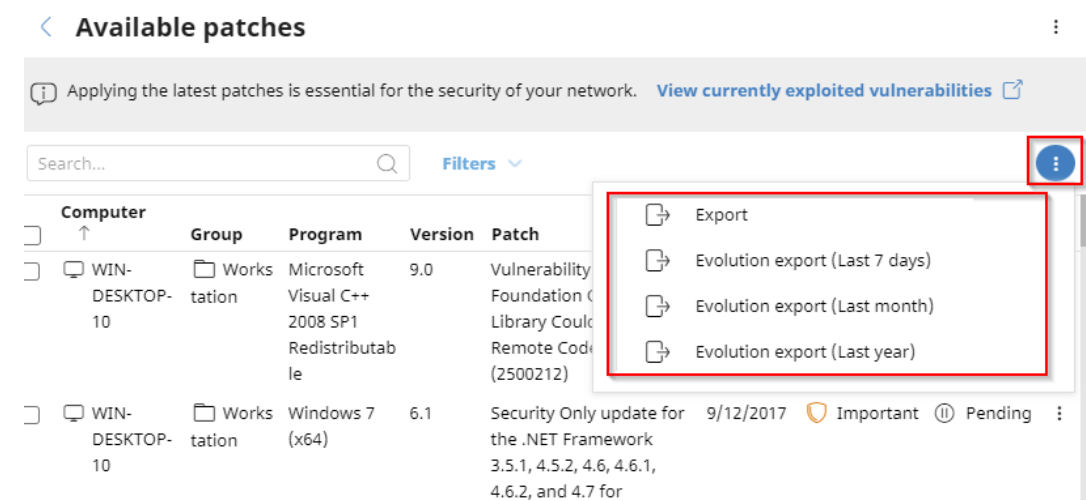 Available patches
Applying the latest patches is essential for the security of your network. View currently exploited vulnerabilities
Search...
Filters
Export
Evolution export (Last 7 days)
Evolution export (Last month)
Evolution export (Last year)
Computer
Group Program Version Patch
WIN- Works Microsoft 9.0 Vulnerability
DESKTOP- tation Visual C++ Foundation
10 2008 SP1 Library
Redistributab Remote
le (2500212)
WIN- Works Windows 7 6.1 Security Only update for 9/12/2017 Important Pending
DESKTOP- tation (x64) the .NET Framework
10 3.5.1, 4.5.2, 4.6, 4.6.1,
4.6.2, and 4.7 for